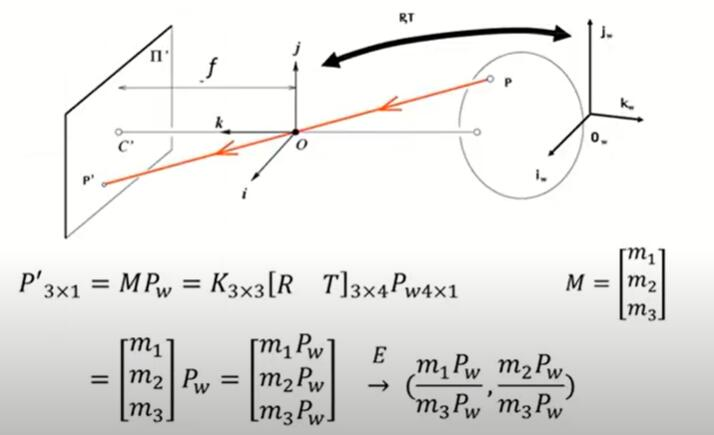 R,T
j j_w
Π' f
P k_w
k
C' O O_w
P' i i_w
P'_{3×1} = MP_w = K_{3×3}[R T]_{3×4}P_{w4×1} M = [m_1 m_2 m_3]
= [m_1 m_2 m_3] P_w = [m_1P_w m_2P_w m_3P_w] E → (m_1P_w/m_3P_w, m_2P_w/m_3P_w)